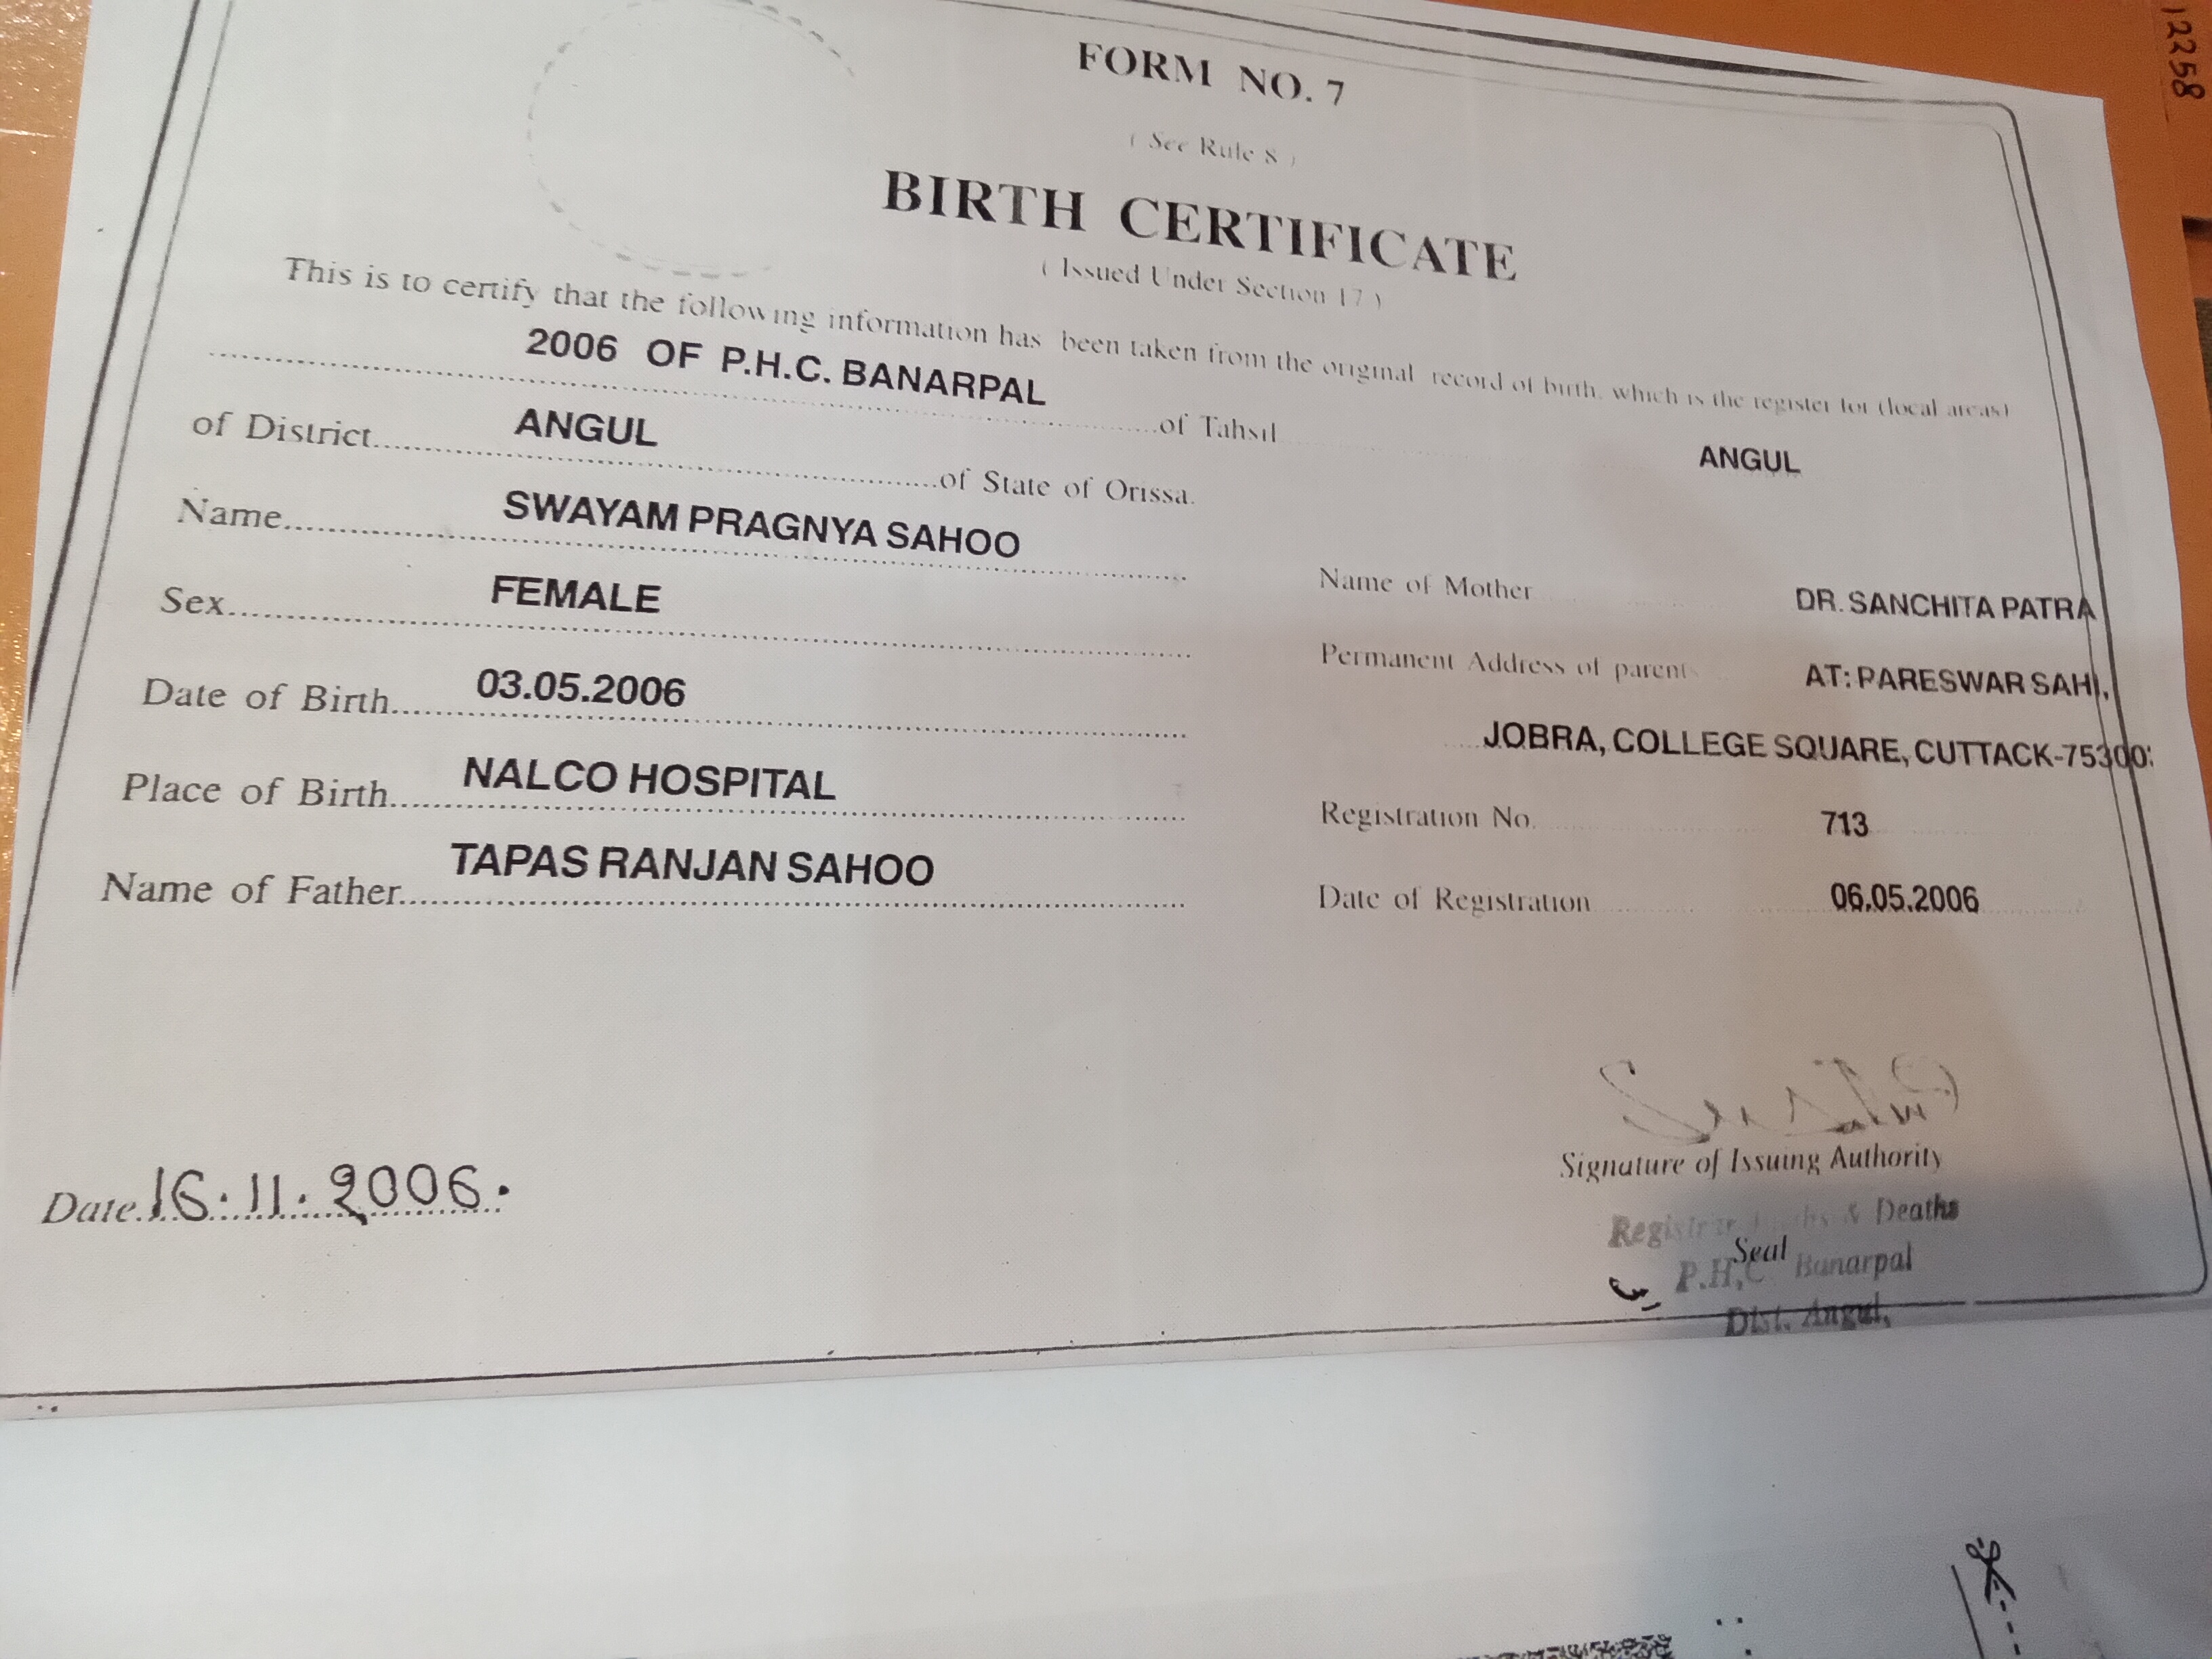 12258
FORM NO. 7
( See Rule 8 )
BIRTH CERTIFICATE
( Issued Under Section 17 )
This is to certify that the following information has been taken from the original record of birth, which is the register for (local areas)
2006 OF P.H.C. BANARPAL of Tahsil ANGUL
of District ANGUL of State of Orissa.
Name SWAYAM PRAGNYA SAHOO
Sex FEMALE
Date of Birth 03.05.2006
Place of Birth NALCO HOSPITAL
Name of Father TAPAS RANJAN SAHOO
Name of Mother DR. SANCHITA PATRA
Permanent Address of parents AT: PARESWAR SAHI,
JOBRA, COLLEGE SQUARE, CUTTACK-75300
Registration No. 713
Date of Registration 06.05.2006
Date 16.11.2006.
Signature of Issuing Authority
& Deaths
Seal
P.H.C Banarpal
Dist. Angul,